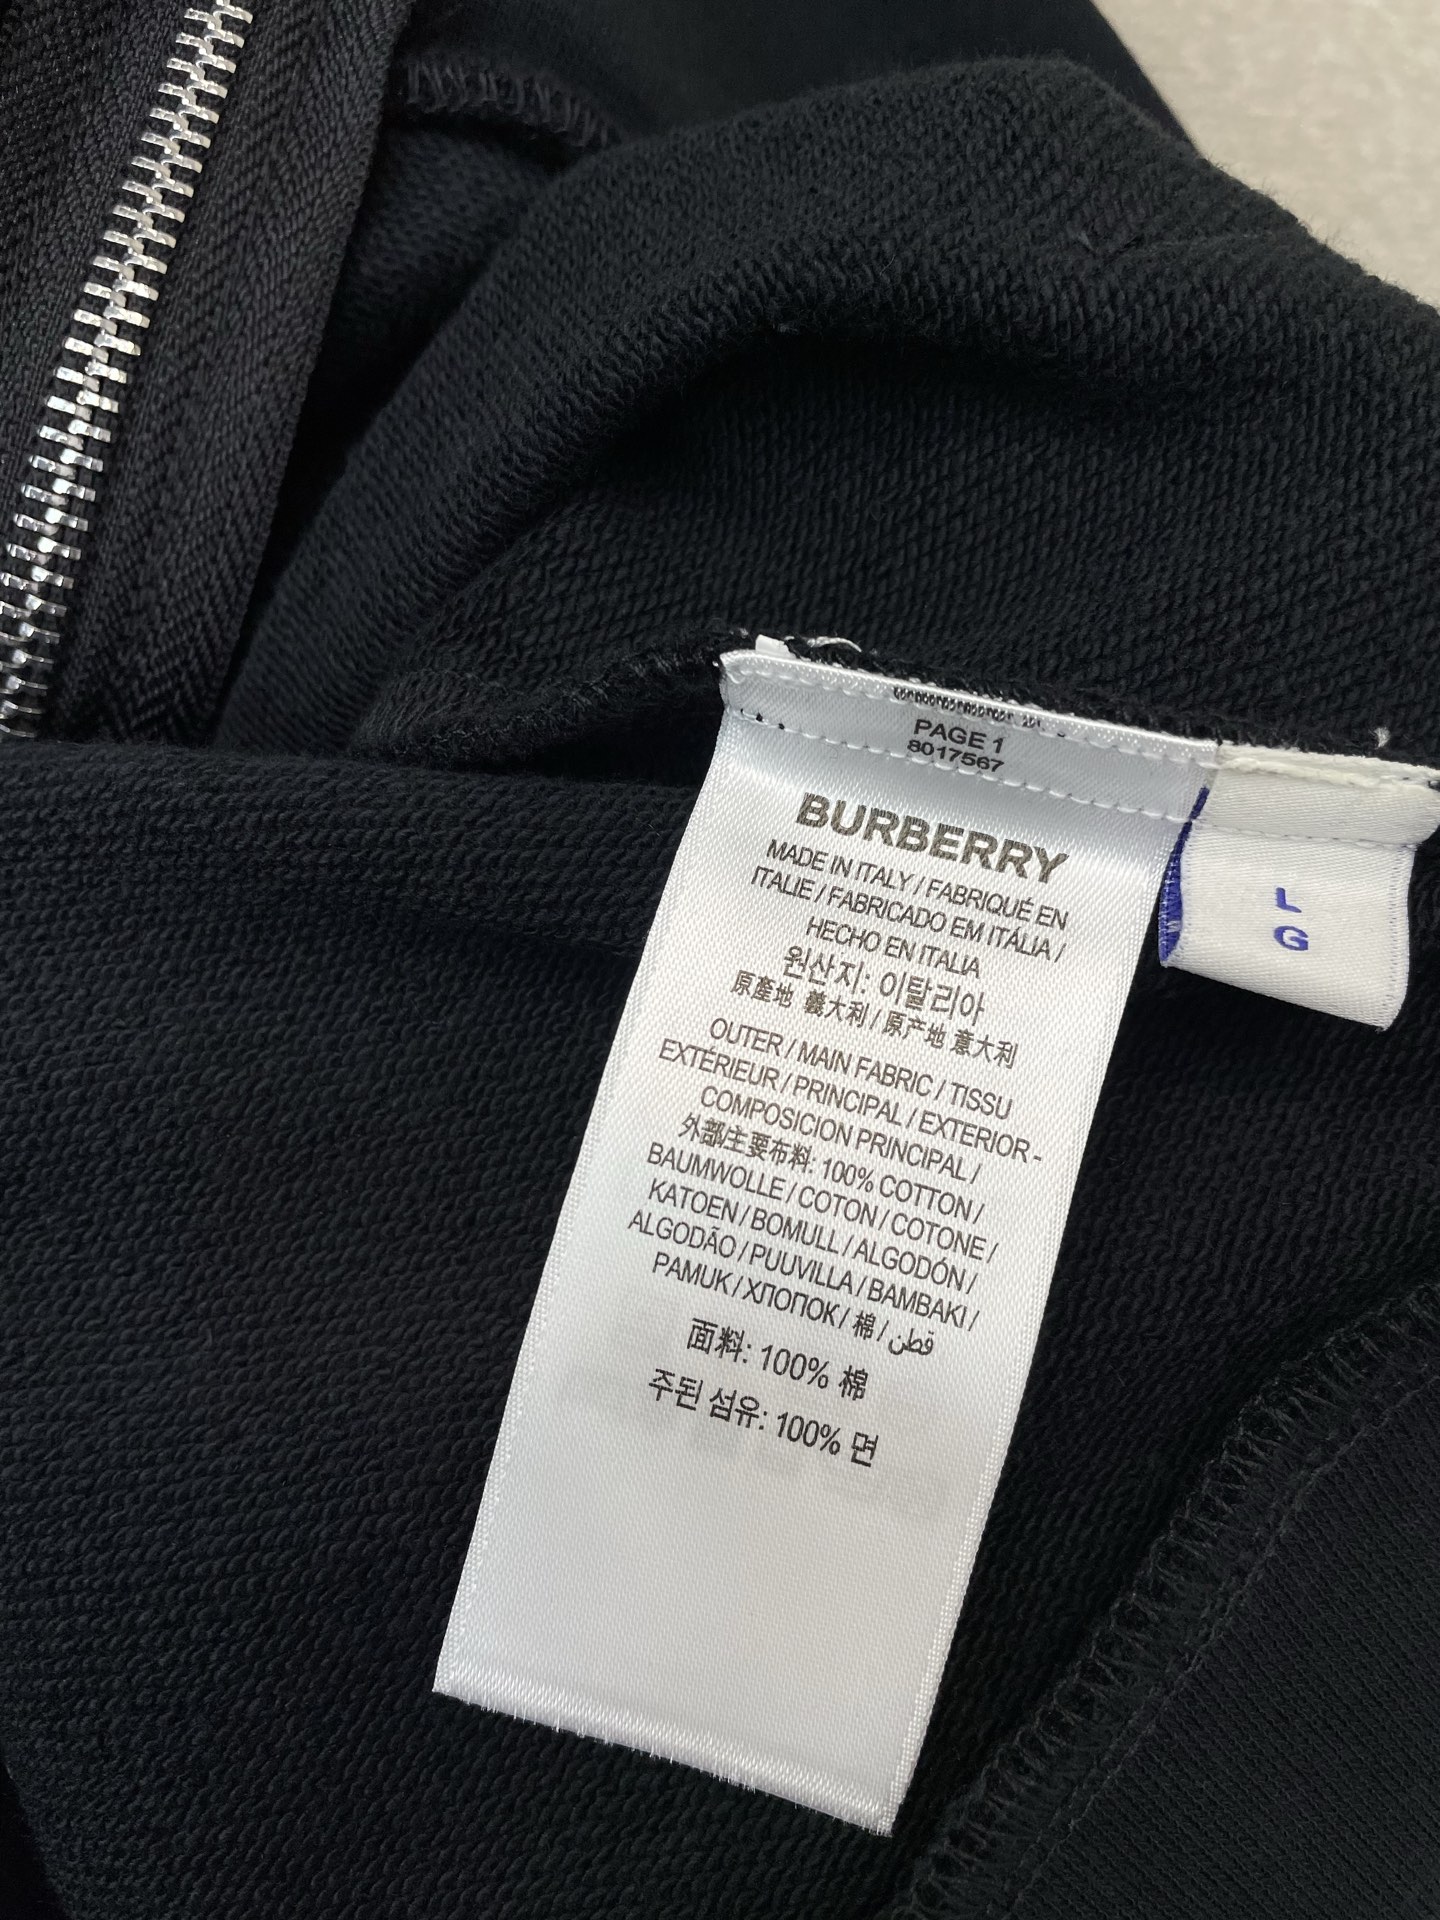 PAGE 1
8017567
BURBERRY
MADE IN ITALY / FABRIQUÉ EN
ITALIE / FABRICADO EM ITÁLIA /
HECHO EN ITALIA
원산지: 이탈리아
原產地 義大利 / 原产地 意大利
OUTER / MAIN FABRIC / TISSU
EXTÉRIEUR / PRINCIPAL / EXTERIOR -
COMPOSICION PRINCIPAL /
外部/主要布料: 100% COTTON /
BAUMWOLLE / COTON / COTONE /
KATOEN / BOMULL / ALGODÓN /
ALGODÃO / PUUVILLA / BAMBAKI /
PAMUK / ХЛОПОК / 棉 / قطن
面料: 100% 棉
주된 섬유: 100% 면
L
G